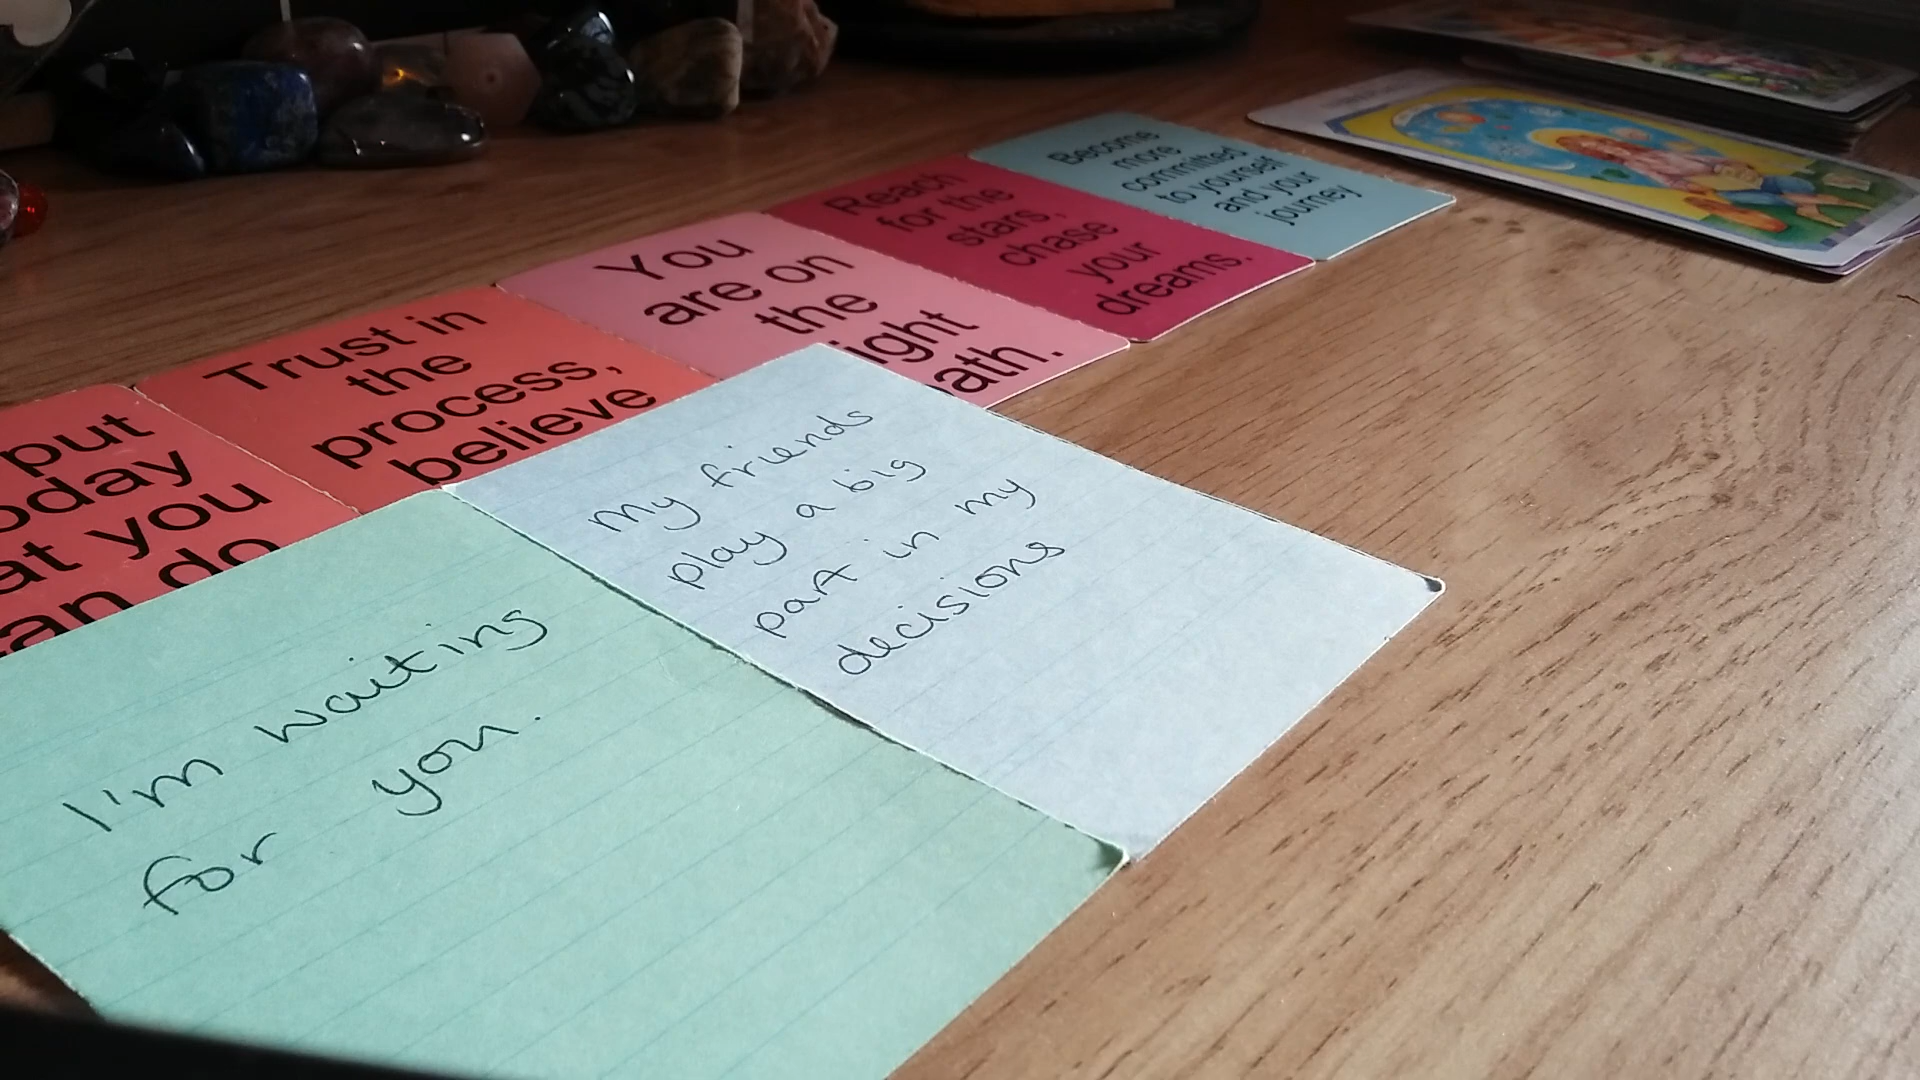 Become
more
committed
to yourself
and your
journey
Reach
for the
stars,
chase
your
dreams.
You
are on
the
ight
ath.
Trust in
the
process,
believe
put
oday
at you
an do
My friends
play a big
part in my
decisions
I'm waiting
for you.